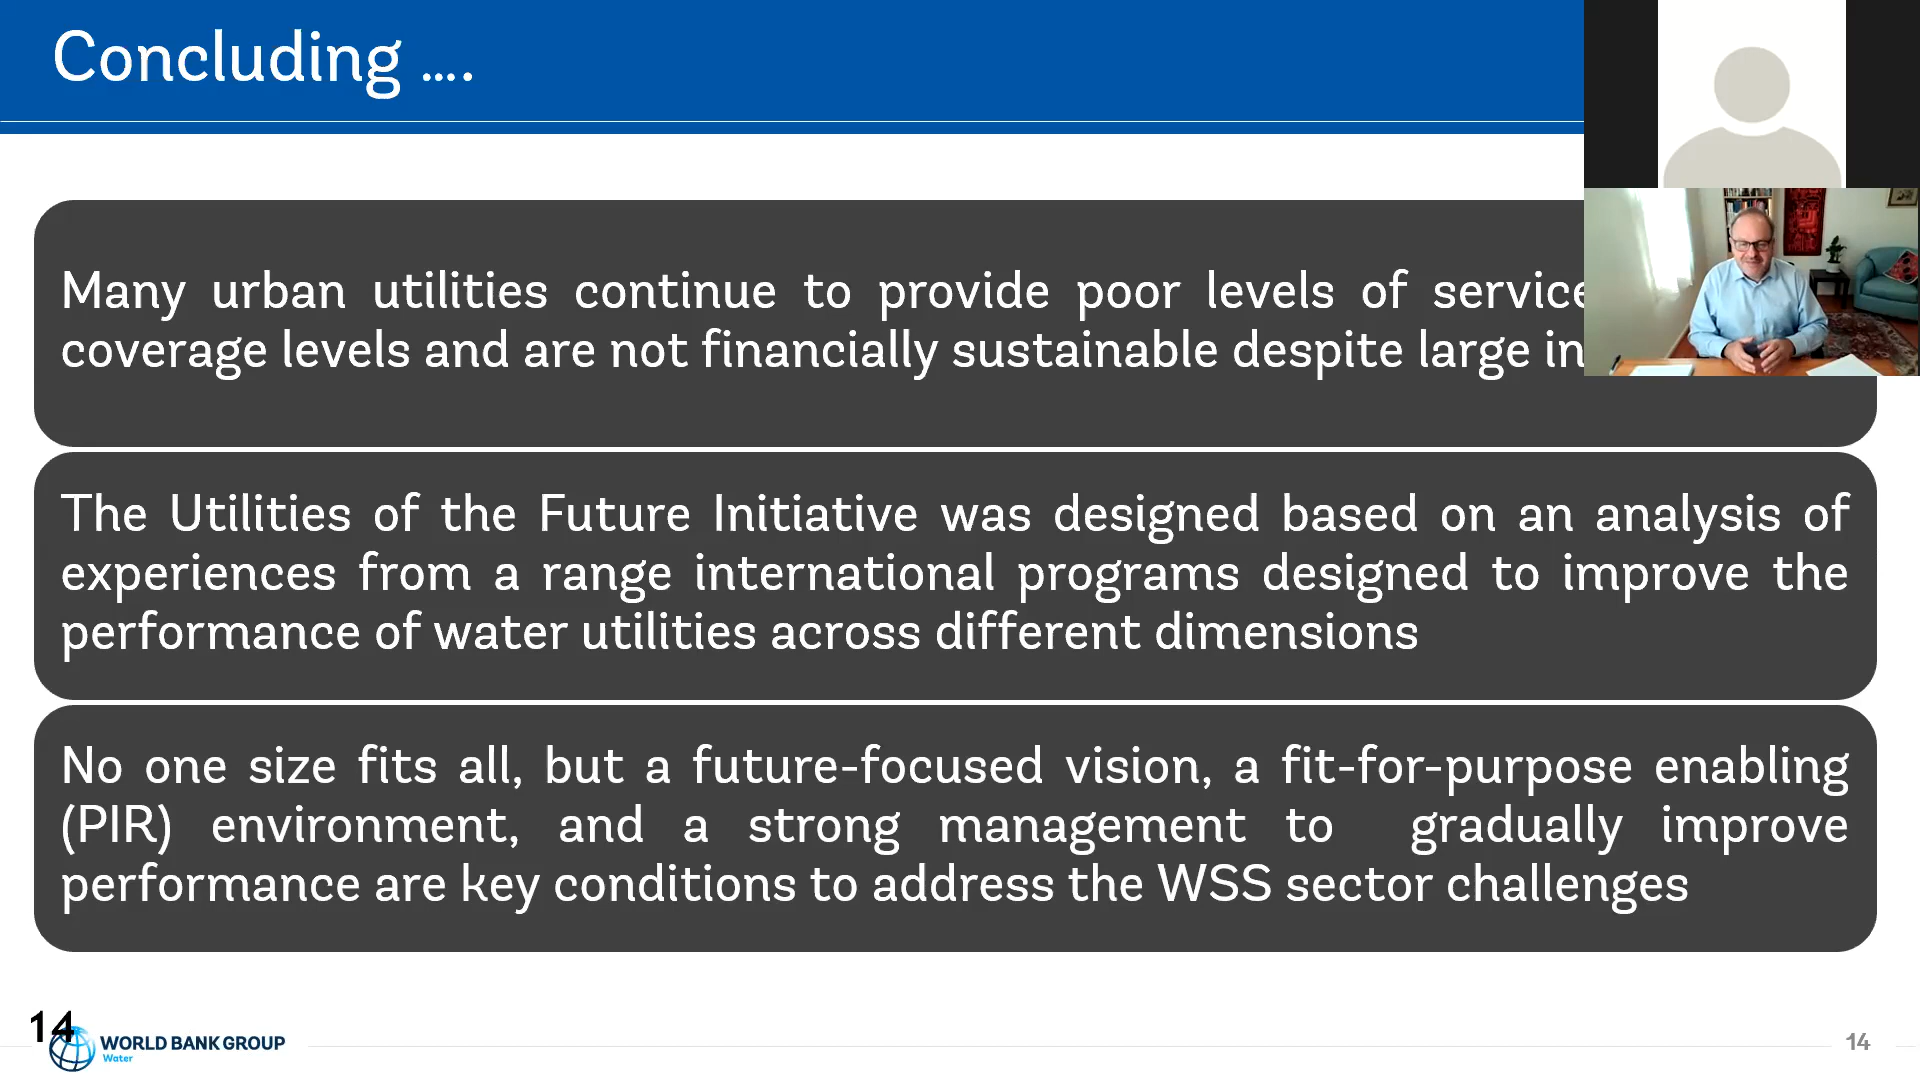 Concluding ....
Many urban utilities continue to provide poor levels of service
coverage levels and are not financially sustainable despite large
The Utilities of the Future Initiative was designed based on an analysis of
experiences from a range international programs designed to improve the
performance of water utilities across different dimensions
No one size fits all, but a future-focused vision, a fit-for-purpose enabling
(PIR) environment, and a strong management to gradually improve
performance are key conditions to address the WSS sector challenges
14
WORLD BANK GROUP
Water
14